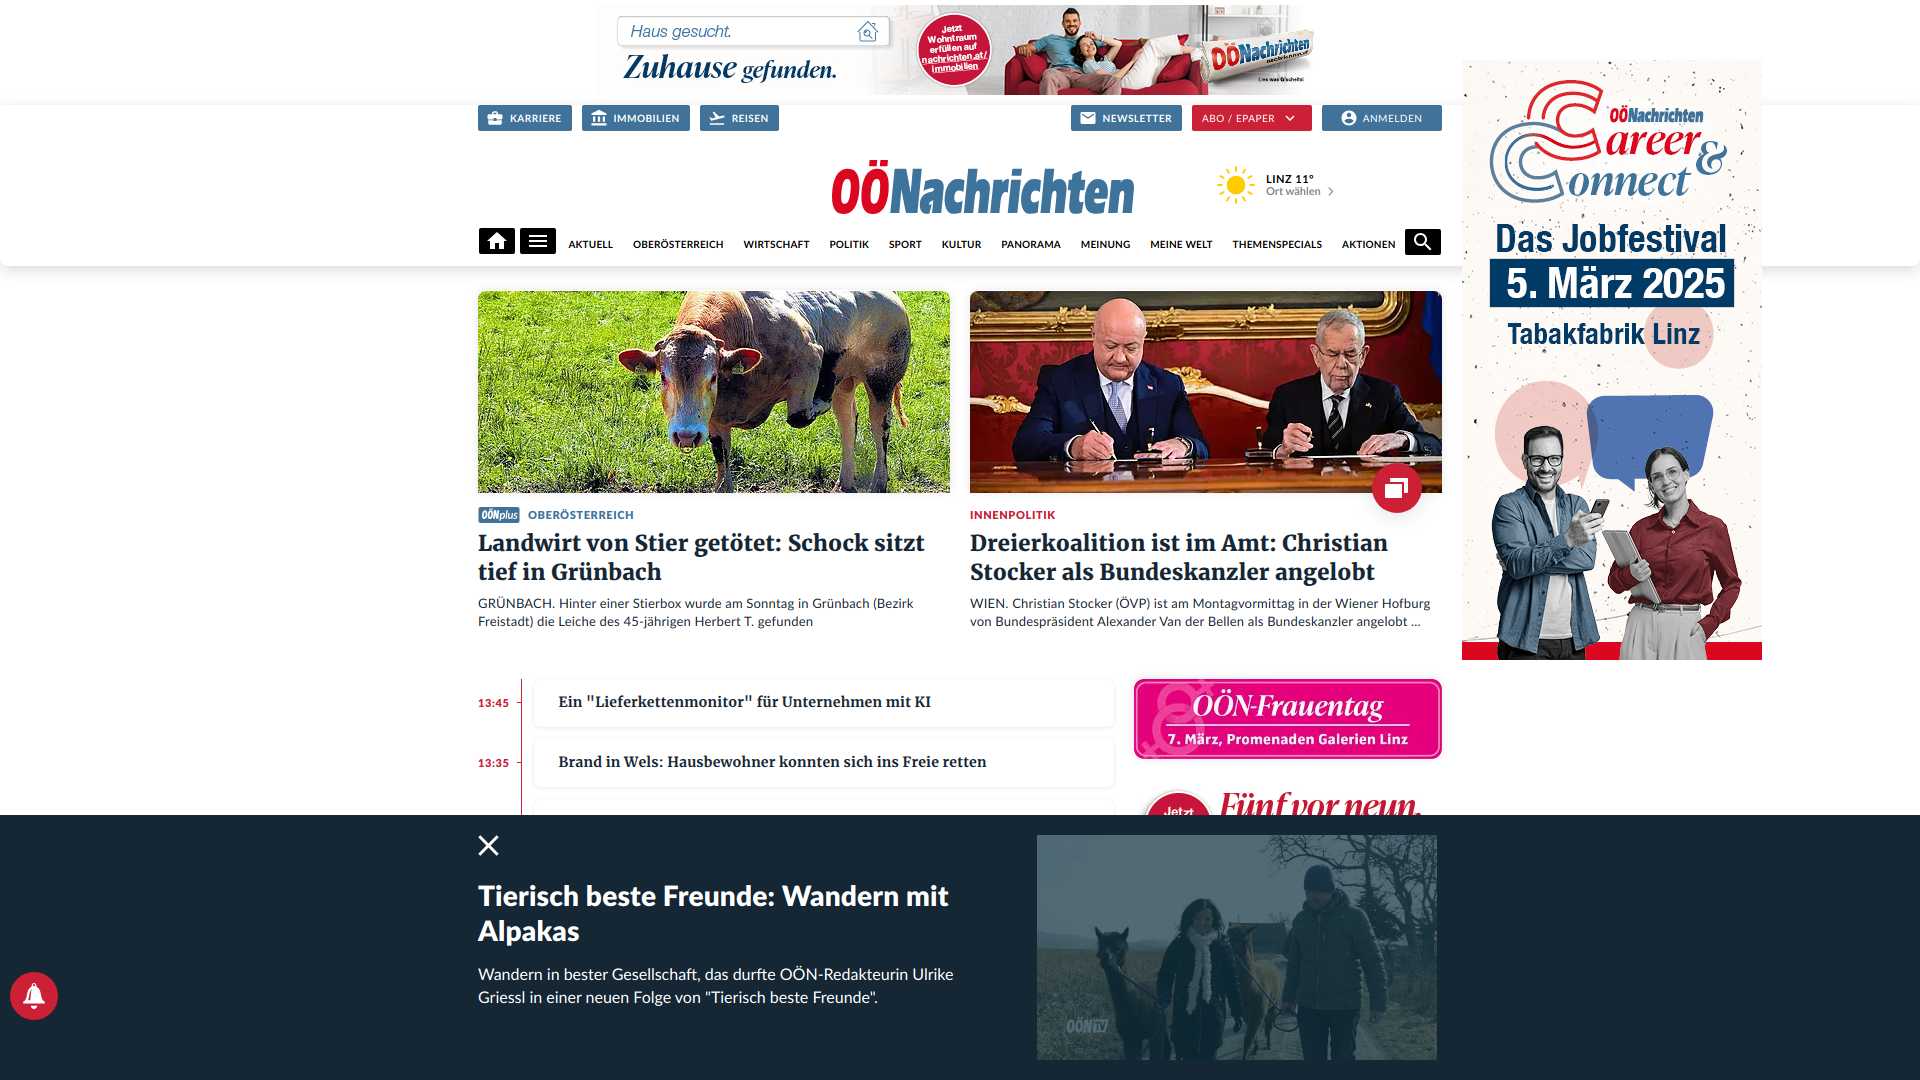 Haus gesucht.
Zuhause gefunden.
Jetzt
Wohntraum
erfüllen auf
nachrichten.at/
immobilien
OÖNachrichten
Lies was G'scheits!
KARRIERE
IMMOBILIEN
REISEN
NEWSLETTER
ABO / EPAPER
ANMELDEN
OÖNachrichten
LINZ 11°
Ort wählen
AKTUELL
OBERÖSTERREICH
WIRTSCHAFT
POLITIK
SPORT
KULTUR
PANORAMA
MEINUNG
MEINE WELT
THEMENSPECIALS
AKTIONEN
OÖNachrichten
Career &
Connect
Das Jobfestival
5. März 2025
Tabakfabrik Linz
OÖNplus OBERÖSTERREICH
Landwirt von Stier getötet: Schock sitzt
tief in Grünbach
GRÜNBACH. Hinter einer Stierbox wurde am Sonntag in Grünbach (Bezirk
Freistadt) die Leiche des 45-jährigen Herbert T. gefunden
INNENPOLITIK
Dreierkoalition ist im Amt: Christian
Stocker als Bundeskanzler angelobt
WIEN. Christian Stocker (ÖVP) ist am Montagvormittag in der Wiener Hofburg
von Bundespräsident Alexander Van der Bellen als Bundeskanzler angelobt ...
13:45
Ein "Lieferkettenmonitor" für Unternehmen mit KI
13:35
Brand in Wels: Hausbewohner konnten sich ins Freie retten
OÖN-Frauentag
7. März, Promenaden Galerien Linz
Jetzt
Fünf vor neun.
Tierisch beste Freunde: Wandern mit
Alpakas
Wandern in bester Gesellschaft, das durfte OÖN-Redakteurin Ulrike
Griessl in einer neuen Folge von "Tierisch beste Freunde".
OÖNTV